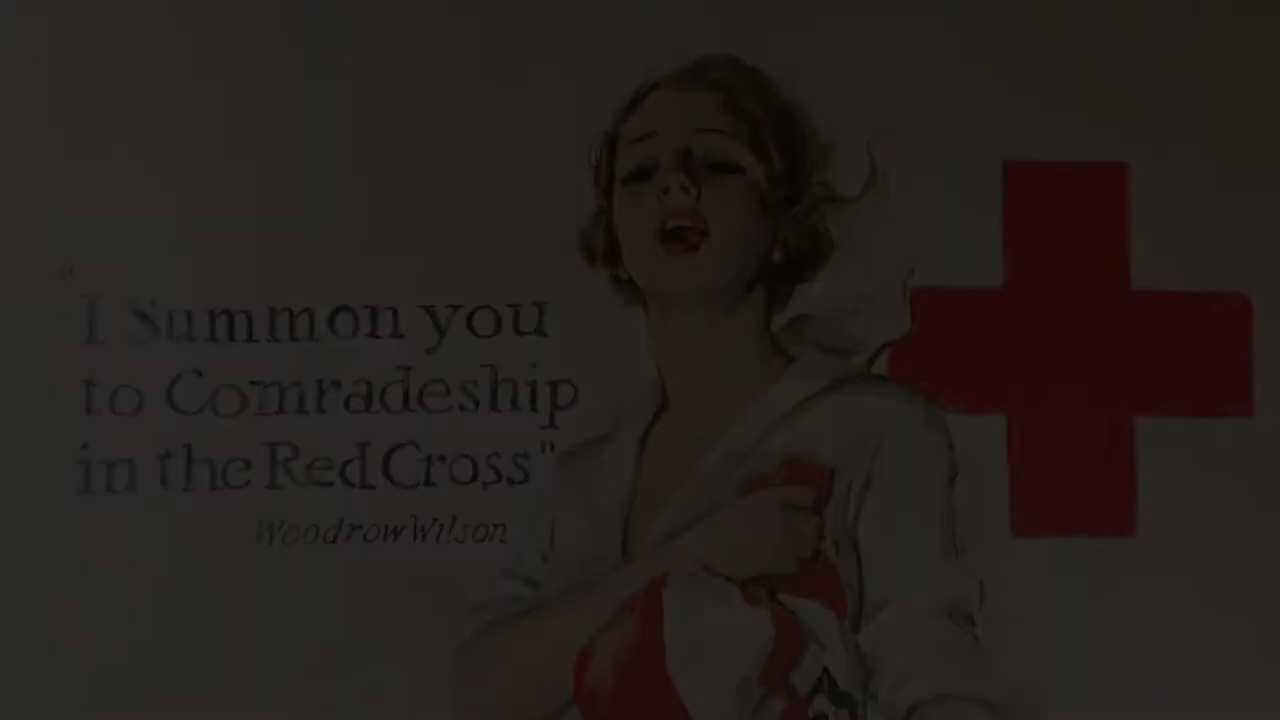 "I Summon you
to Comradeship
in the Red Cross"
Woodrow Wilson